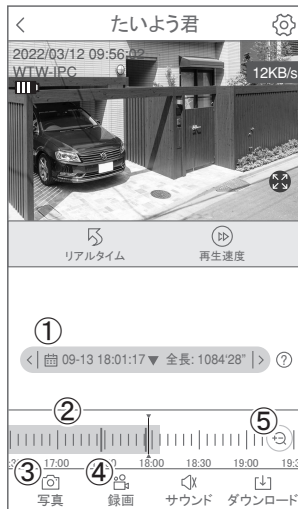 たいよう君
2022/03/12 09:56:02
WTW-IPC
12KB/s
リアルタイム 再生速度
①
09-13 18:01:17▼ 全長: 1084'28"
②
⑤
17:00 18:00 18:30 19:00
③ ④
写真 録画 サウンド ダウンロード